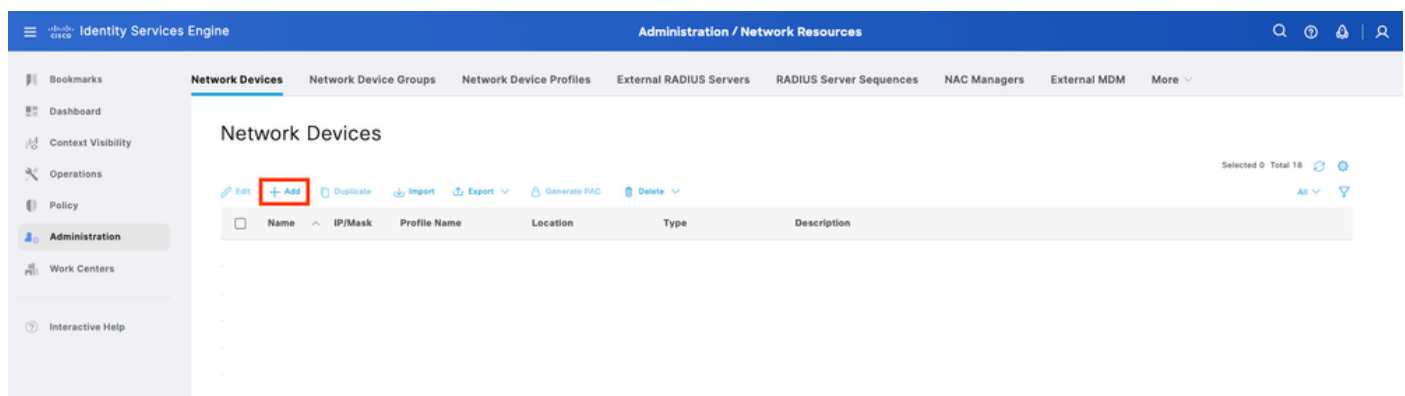 cisco Identity Services Engine
Administration / Network Resources
Bookmarks
Dashboard
Context Visibility
Operations
Policy
Administration
Work Centers
Interactive Help
Network Devices Network Device Groups Network Device Profiles External RADIUS Servers RADIUS Server Sequences NAC Managers External MDM More
Network Devices
Selected 0 Total 18
Edit + Add Duplicate Import Export Generate PAC Delete All
Name IP/Mask Profile Name Location Type Description